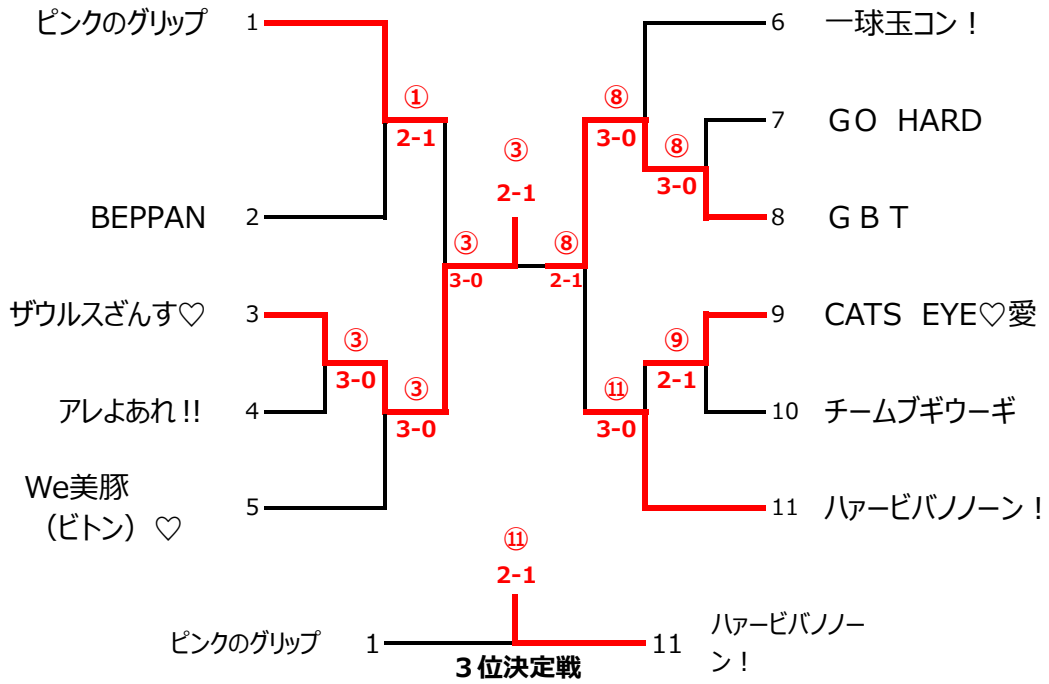 ピンクのグリップ 1
BEPPAN 2
ザウルスざんす♡ 3
アレよあれ!! 4
We美豚
（ビトン）♡ 5
6 一球玉コン！
7 GO HARD
8 GBT
9 CATS EYE♡愛
10 チームブギウーギ
11 ハァービバノノーン！
①
2-1
③
3-0
③
3-0
③
3-0
③
2-1
⑧
2-1
⑧
3-0
⑧
3-0
⑨
2-1
⑪
3-0
⑪
2-1
ピンクのグリップ 1
11 ハァービバノノー
ン！
３位決定戦